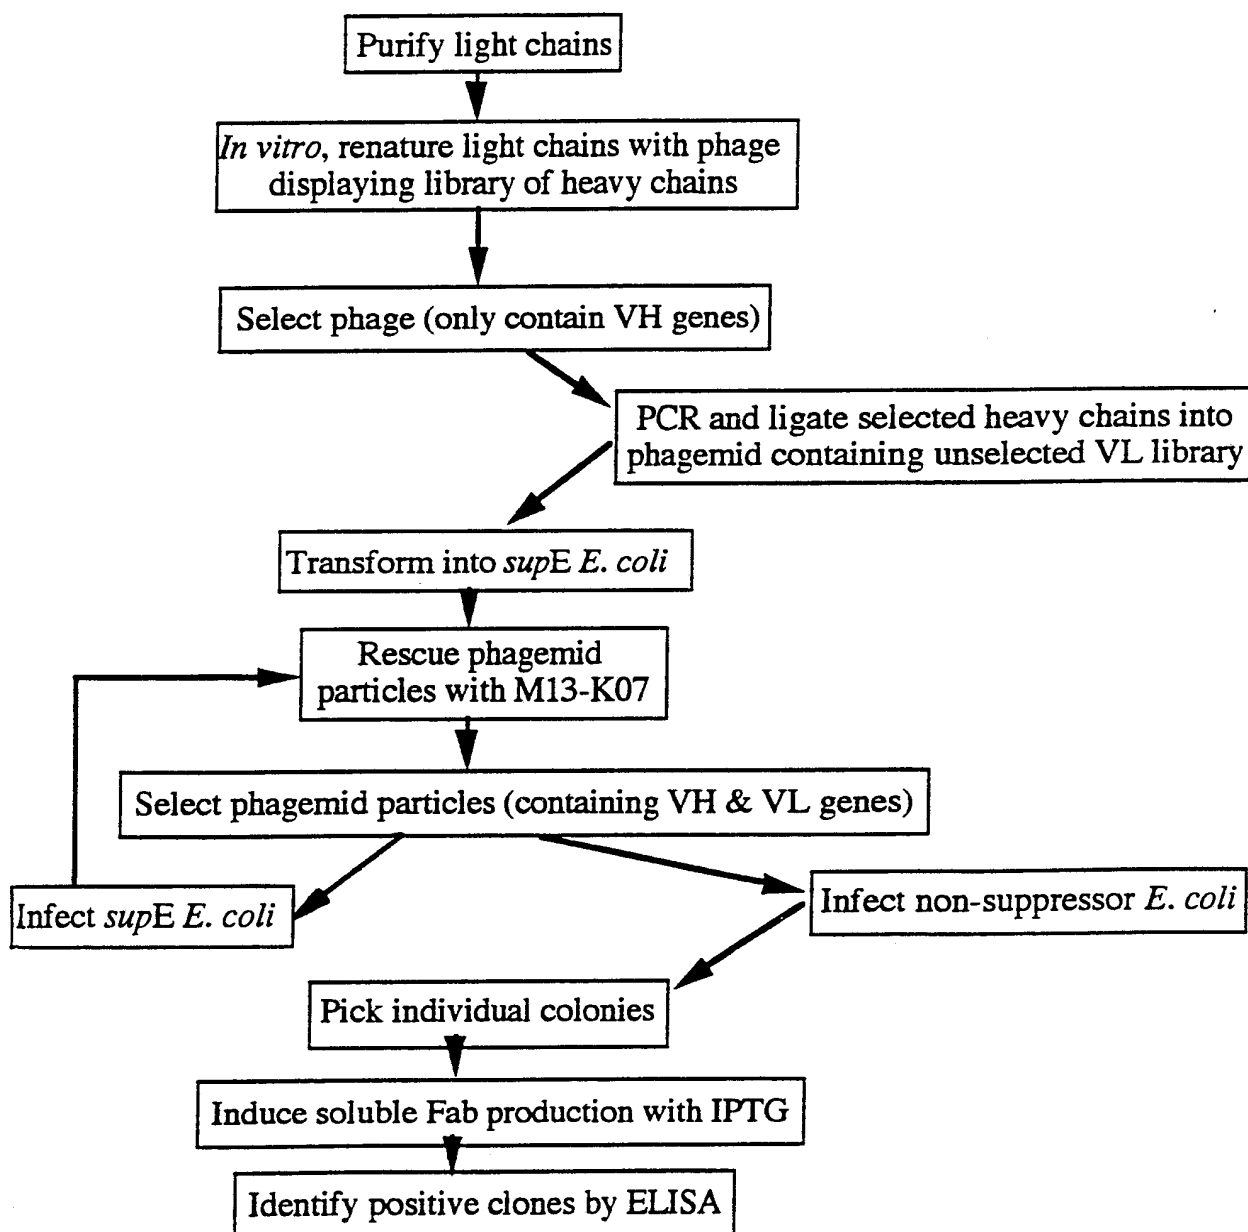 Purify light chains
In vitro, renature light chains with phage
displaying library of heavy chains
Select phage (only contain VH genes)
PCR and ligate selected heavy chains into
phagemid containing unselected VL library
Transform into supE E. coli
Rescue phagemid
particles with M13-K07
Select phagemid particles (containing VH & VL genes)
Infect supE E. coli
Infect non-suppressor E. coli
Pick individual colonies
Induce soluble Fab production with IPTG
Identify positive clones by ELISA